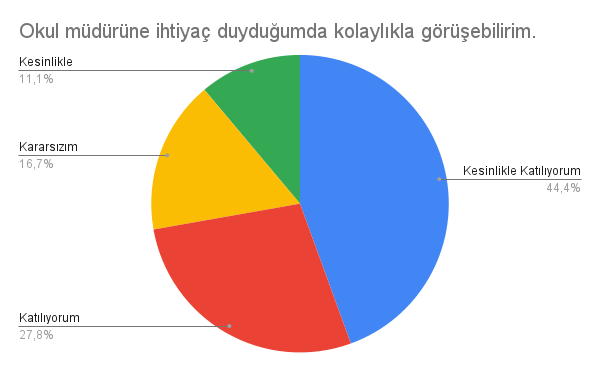 Okul müdürüne ihtiyaç duyduğumda kolaylıkla görüşebilirim.
Kesinlikle
11,1%
Kararsızım
16,7%
Kesinlikle Katılıyorum
44,4%
Katılıyorum
27,8%